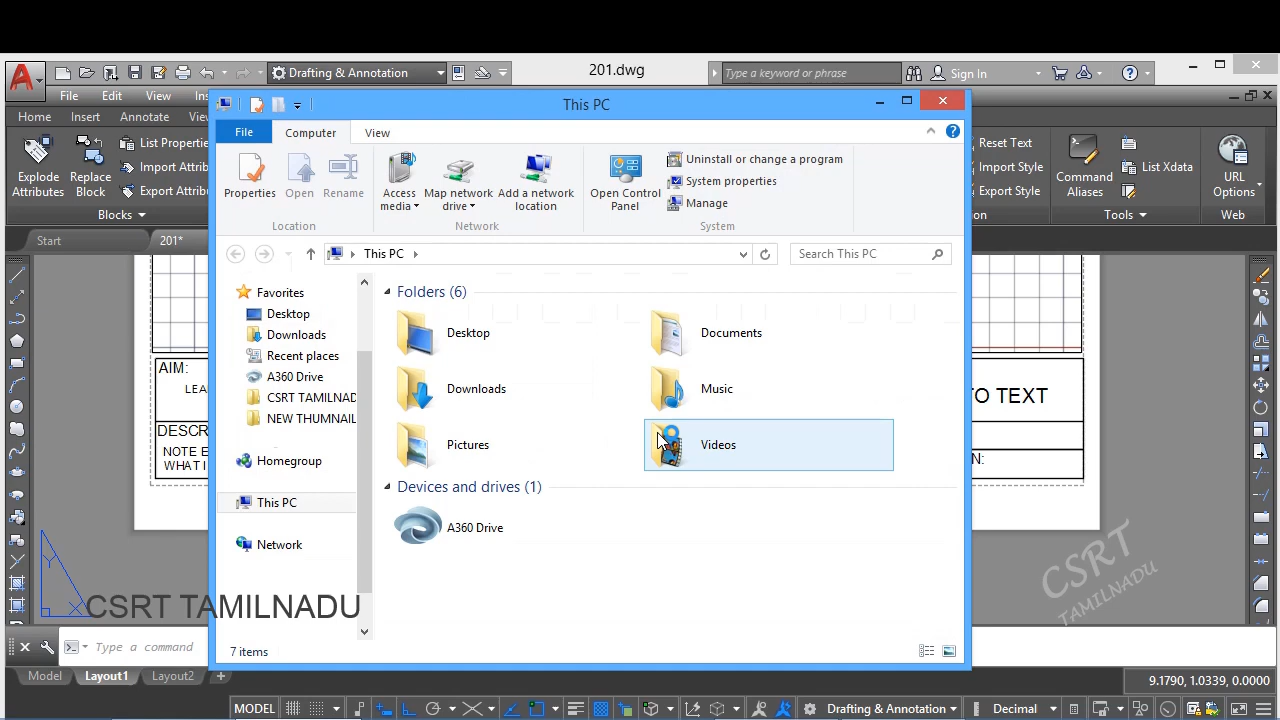 Drafting & Annotation
201.dwg
Type a keyword or phrase
Sign In
File Edit View Ins
Home Insert Annotate Vie
Explode Attributes
Replace Block
List Propertie
Import Attrib
Export Attrib
Blocks
Reset Text
Import Style
Export Style
Command Aliases
List Xdata
Tools
URL Options
Web
Start
201*
This PC
File Computer View
Properties
Open
Rename
Location
Access media
Map network drive
Add a network location
Network
Open Control Panel
Uninstall or change a program
System properties
Manage
System
This PC
Search This PC
Favorites
Desktop
Downloads
Recent places
A360 Drive
CSRT TAMILNAD
NEW THUMNAIL
Homegroup
This PC
Network
Folders (6)
Desktop
Documents
Downloads
Music
Pictures
Videos
Devices and drives (1)
A360 Drive
7 items
AIM:
LEA
DESCR
NOTE E
WHAT I
O TEXT
N:
Y
X
CSRT TAMILNADU
CSRT
TAMILNADU
Type a command
Model Layout1 Layout2 +
9.1790, 1.0339, 0.0000
MODEL
Drafting & Annotation
Decimal